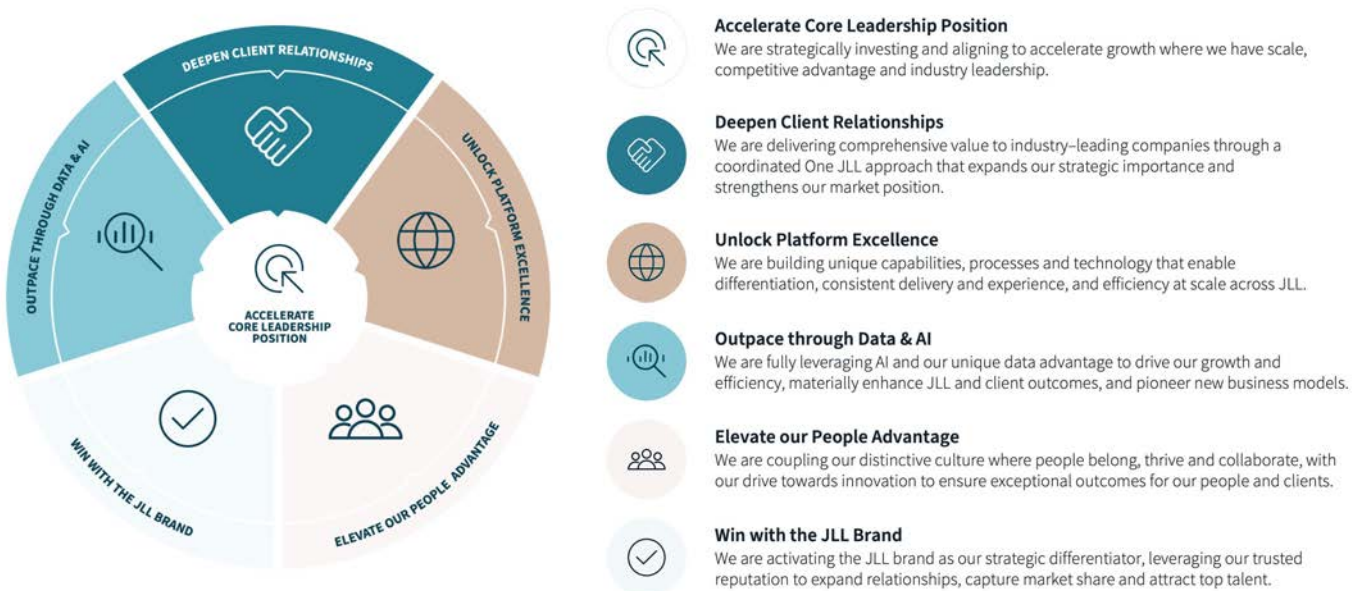 DEEPEN CLIENT RELATIONSHIPS
UNLOCK PLATFORM EXCELLENCE
OUTPACE THROUGH DATA & AI
ACCELERATE
CORE LEADERSHIP
POSITION
WIN WITH THE JLL BRAND
ELEVATE OUR PEOPLE ADVANTAGE
Accelerate Core Leadership Position
We are strategically investing and aligning to accelerate growth where we have scale,
competitive advantage and industry leadership.
Deepen Client Relationships
We are delivering comprehensive value to industry–leading companies through a
coordinated One JLL approach that expands our strategic importance and
strengthens our market position.
Unlock Platform Excellence
We are building unique capabilities, processes and technology that enable
differentiation, consistent delivery and experience, and efficiency at scale across JLL.
Outpace through Data & AI
We are fully leveraging AI and our unique data advantage to drive our growth and
efficiency, materially enhance JLL and client outcomes, and pioneer new business models.
Elevate our People Advantage
We are coupling our distinctive culture where people belong, thrive and collaborate, with
our drive towards innovation to ensure exceptional outcomes for our people and clients.
Win with the JLL Brand
We are activating the JLL brand as our strategic differentiator, leveraging our trusted
reputation to expand relationships, capture market share and attract top talent.